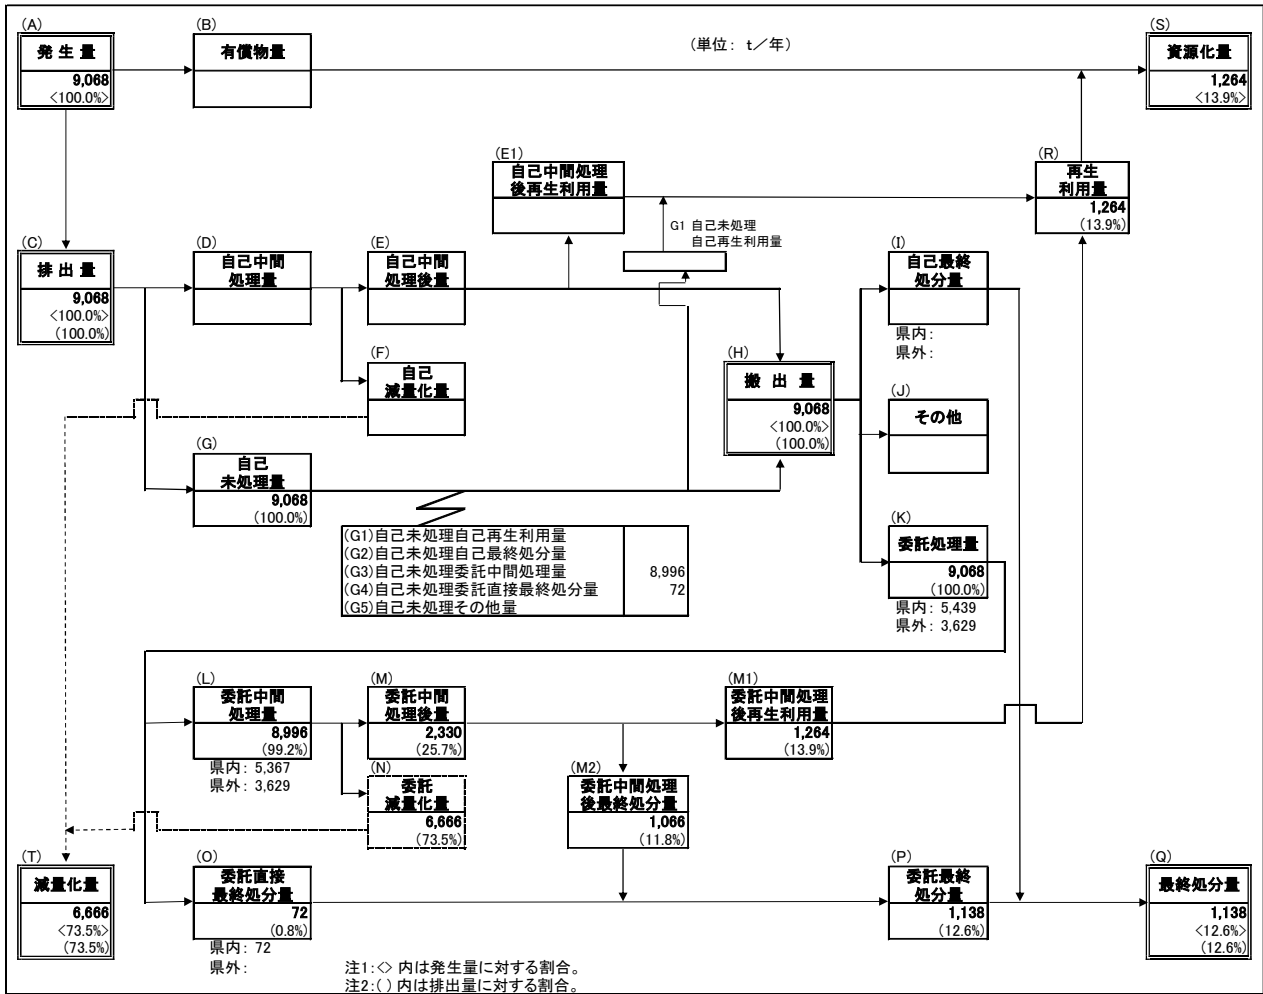 (A)
発生量
9,068
<100.0%>
(B)
有償物量
(単位: t/年)
(S)
資源化量
1,264
<13.9%>
(E1)
自己中間処理
後再生利用量
(R)
再生
利用量
1,264
(13.9%)
G1 自己未処理
自己再生利用量
(C)
排出量
9,068
<100.0%>
(100.0%)
(D)
自己中間
処理量
(E)
自己中間
処理後量
(I)
自己最終
処分量
県内:
県外:
(F)
自己
減量化量
(H)
搬出量
9,068
<100.0%>
(100.0%)
(J)
その他
(G)
自己
未処理量
9,068
(100.0%)
(G1)自己未処理自己再生利用量
(G2)自己未処理自己最終処分量
(G3)自己未処理委託中間処理量 8,996
(G4)自己未処理委託直接最終処分量 72
(G5)自己未処理その他量
(K)
委託処理量
9,068
(100.0%)
県内: 5,439
県外: 3,629
(L)
委託中間
処理量
8,996
(99.2%)
県内: 5,367
県外: 3,629
(M)
委託中間
処理後量
2,330
(25.7%)
(M1)
委託中間処理
後再生利用量
1,264
(13.9%)
(N)
委託
減量化量
6,666
(73.5%)
(M2)
委託中間処理
後最終処分量
1,066
(11.8%)
(T)
減量化量
6,666
<73.5%>
(73.5%)
(O)
委託直接
最終処分量
72
(0.8%)
県内: 72
県外:
(P)
委託最終
処分量
1,138
(12.6%)
(Q)
最終処分量
1,138
<12.6%>
(12.6%)
注1:<> 内は発生量に対する割合。
注2:( ) 内は排出量に対する割合。